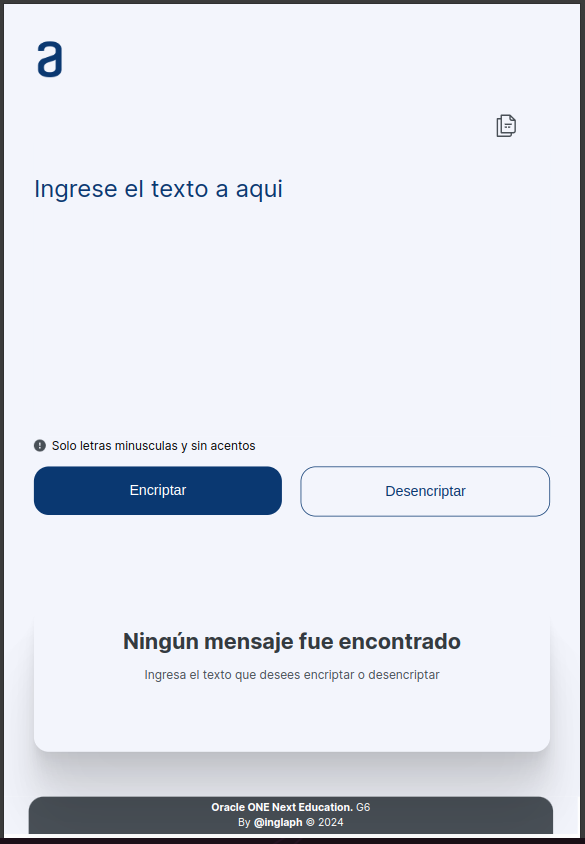 a
Ingrese el texto a aqui
Solo letras minusculas y sin acentos
Encriptar
Desencriptar
Ningún mensaje fue encontrado
Ingresa el texto que desees encriptar o desencriptar
Oracle ONE Next Education. G6
By @inglaph © 2024